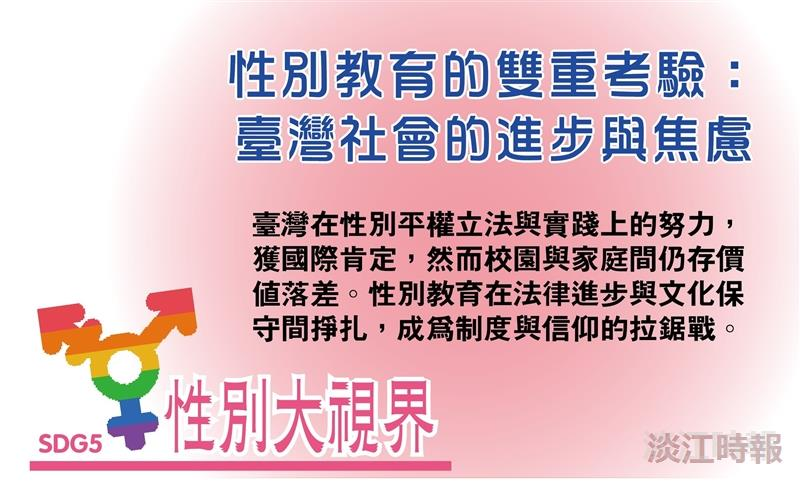 性別教育的雙重考驗：
臺灣社會的進步與焦慮
臺灣在性別平權立法與實踐上的努力，
獲國際肯定，然而校園與家庭間仍存價
值落差。性別教育在法律進步與文化保
守間掙扎，成為制度與信仰的拉鋸戰。
SDG5
性別大視界
淡江時報